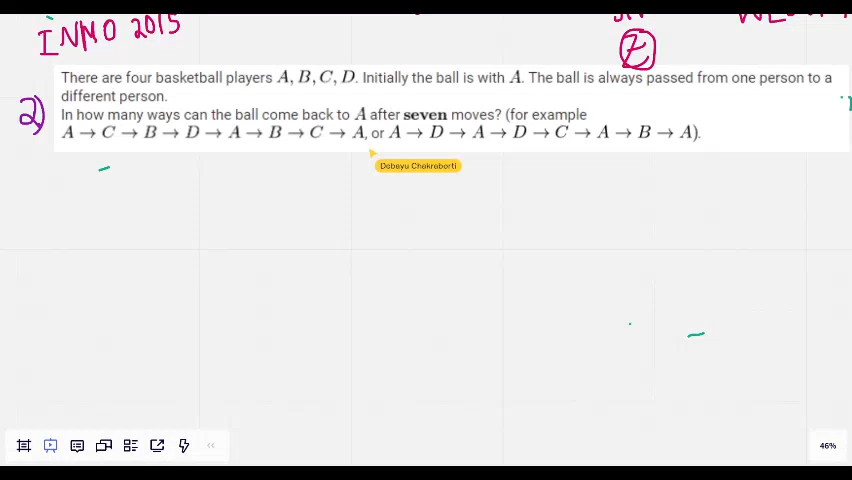 INMO 2015
2)
There are four basketball players A, B, C, D. Initially the ball is with A. The ball is always passed from one person to a
different person.
In how many ways can the ball come back to A after seven moves? (for example
A → C → B → D → A → B → C → A, or A → D → A → D → C → A → B → A).
Debayu Chakraborti
46%